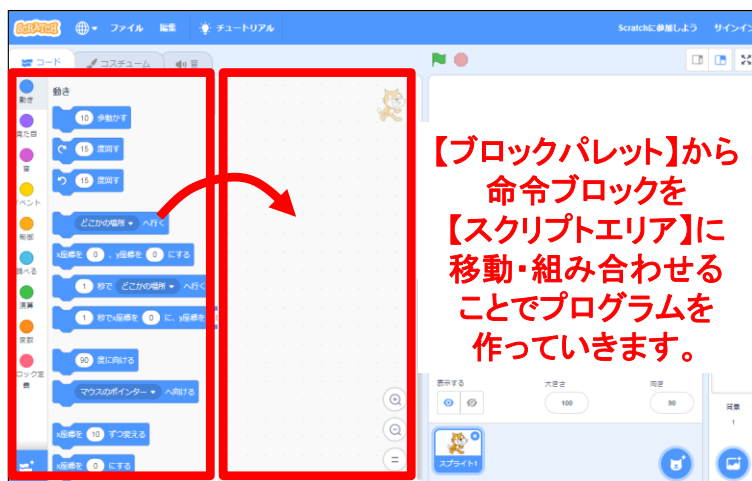 SCRATCH
ファイル 編集 チュートリアル Scratchに参加しよう サインイン
コード コスチューム 音
動き
見た目
音
イベント
制御
調べる
演算
変数
ロック定
義
動き
10 歩動かす
15 度回す
15 度回す
どこかの場所 へ行く
x座標を 0 、y座標を 0 にする
1 秒で どこかの場所 へ行く
1 秒でx座標を 0 に、y座標を
90 度に向ける
マウスのポインター へ向ける
x座標を 10 ずつ変える
x座標を 0 にする
【ブロックパレット】から
命令ブロックを
【スクリプトエリア】に
移動・組み合わせる
ことでプログラムを
作っていきます。
表示する 大きさ 向き
100 90
スプライト1
背景
1